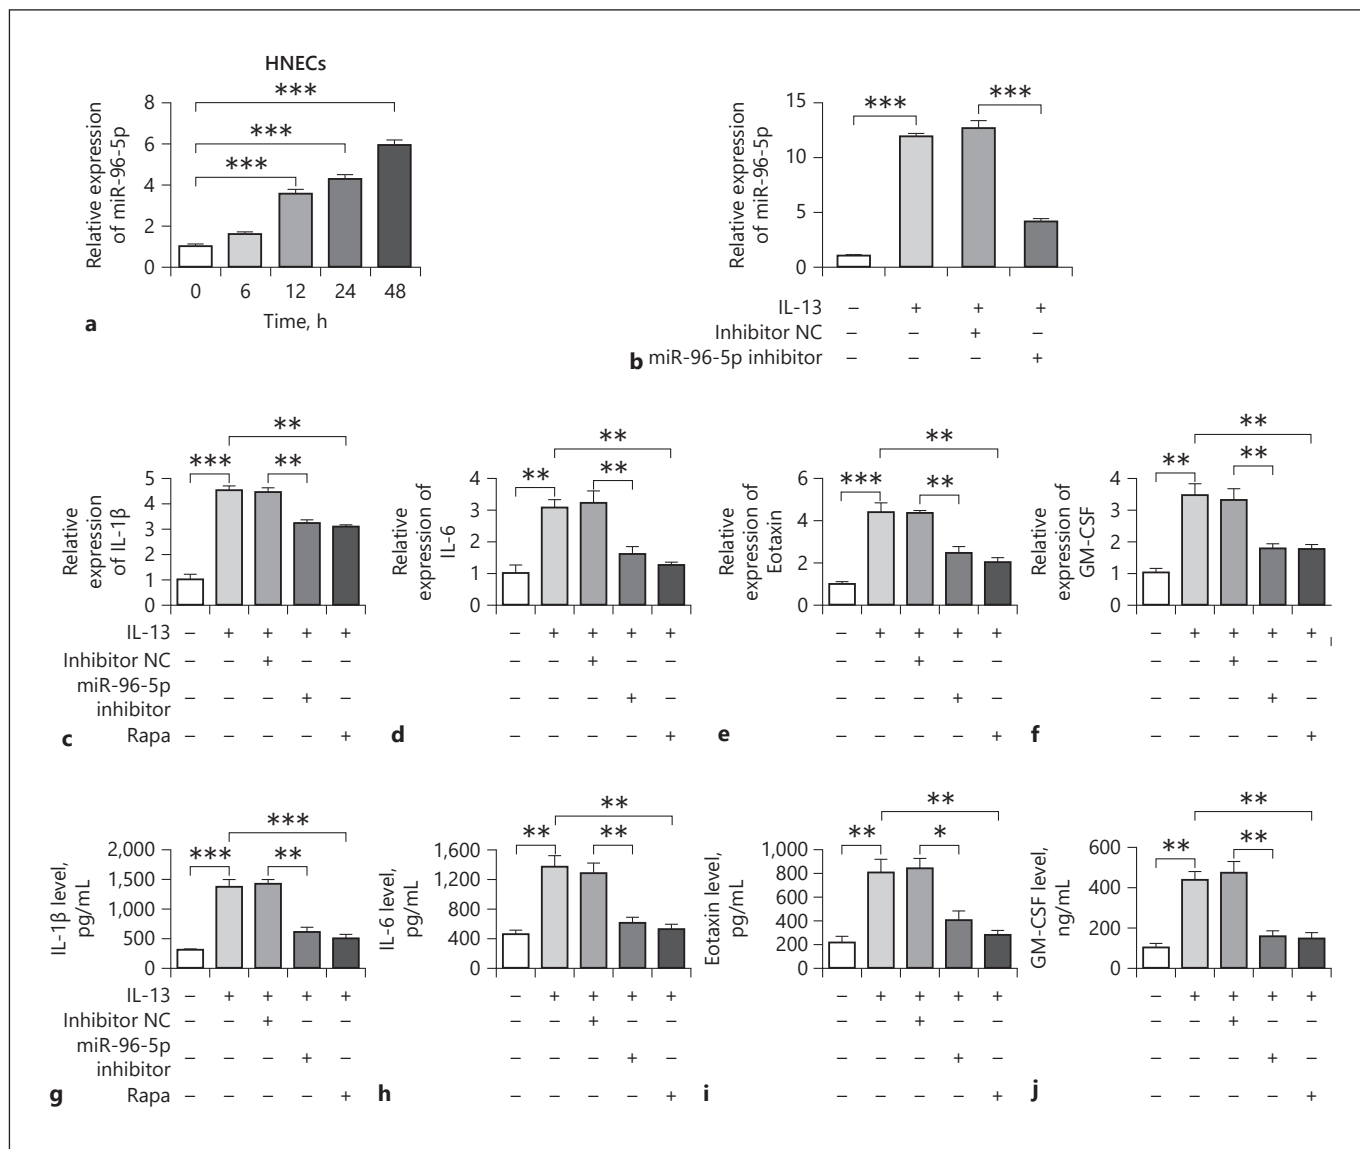 HNECs
Relative expression
of miR-96-5p
8
6
4
2
0
***
***
***
0 6 12 24 48
Time, h
a
Relative expression
of miR-96-5p
15
10
5
0
*** ***
IL-13 – + + +
Inhibitor NC – – + –
miR-96-5p inhibitor – – – +
b
Relative
expression
of IL-1β
5
4
3
2
1
0
**
*** **
IL-13 – + + + +
Inhibitor NC – – + – –
miR-96-5p
inhibitor – – – + –
Rapa – – – – +
c
Relative
expression of
IL-6
4
3
2
1
0
**
** **
– + + + +
– – + – –
– – – + –
– – – – +
d
Relative
expression of
Eotaxin
6
4
2
0
**
*** **
– + + + +
– – + – –
– – – + –
– – – – +
e
Relative
expression of
GM-CSF
4
3
2
1
0
**
** **
– + + + +
– – + – –
– – – + –
– – – – +
f
IL-1β level,
pg/mL
2,000
1,500
1,000
500
0
***
*** **
IL-13 – + + + +
Inhibitor NC – – + – –
miR-96-5p
inhibitor – – – + –
Rapa – – – – +
g
IL-6 level,
pg/mL
1,600
1,200
800
400
0
**
** **
– + + + +
– – + – –
– – – + –
– – – – +
h
Eotaxin level,
pg/mL
1,000
800
600
400
200
0
**
** *
– + + + +
– – + – –
– – – + –
– – – – +
i
GM-CSF level,
ng/mL
600
400
200
0
**
** **
– + + + +
– – + – –
– – – + –
– – – – +
j